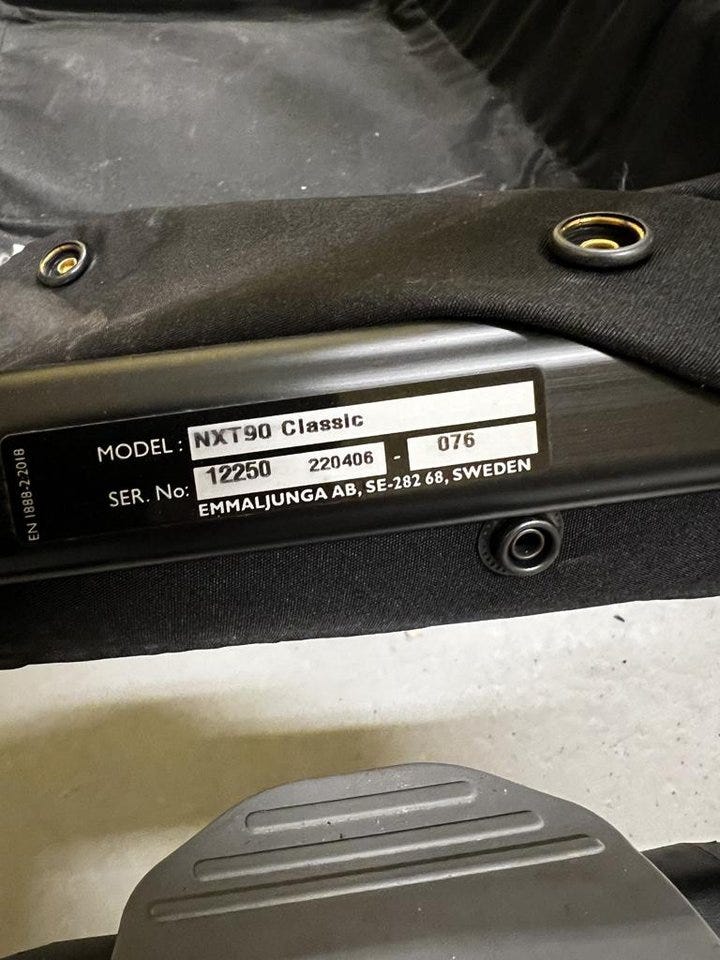 MODEL: NXT90 Classic
SER. No: 12250 220406 - 076
EMMALJUNGA AB, SE-282 68, SWEDEN
EN 1888-2:2018